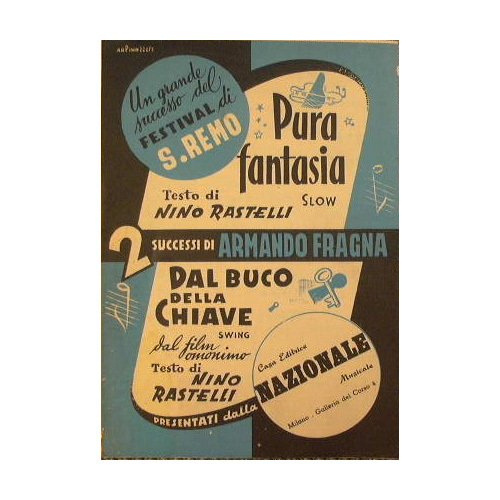 Un grande
successo del
FESTIVAL di
S. REMO
Pura
fantasia
SLOW
Testo di
NINO RASTELLI
2 SUCCESSI DI ARMANDO FRAGNA
DAL BUCO
DELLA
CHIAVE
SWING
dal film
omonimo
Testo di
NINO
RASTELLI
PRESENTATI dalla
Casa Editrice
NAZIONALE
Musicale
Milano - Galleria del Corso 4